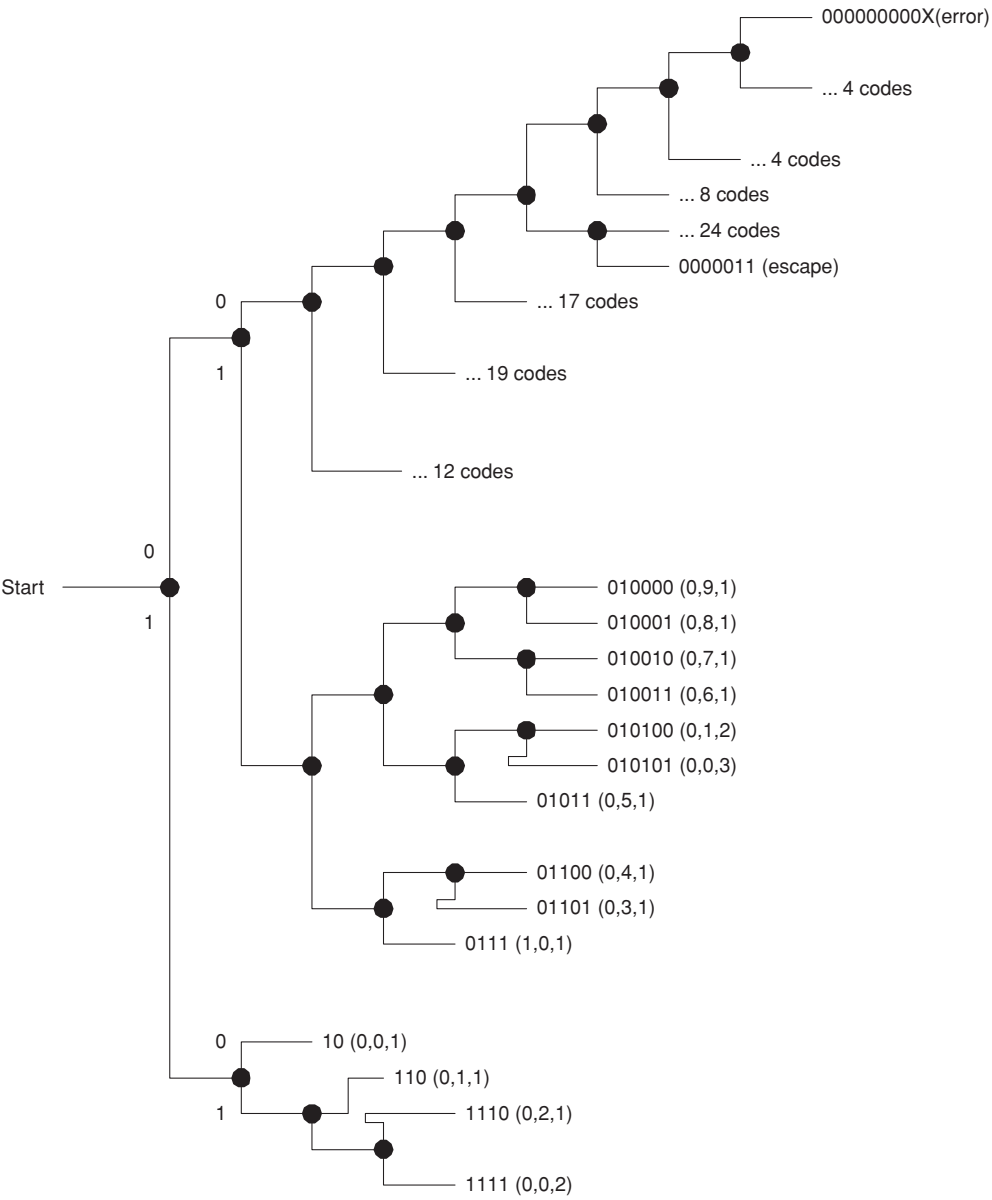 000000000X(error)
... 4 codes
... 4 codes
... 8 codes
... 24 codes
0000011 (escape)
0
... 17 codes
1
... 19 codes
... 12 codes
0
Start
1
010000 (0,9,1)
010001 (0,8,1)
010010 (0,7,1)
010011 (0,6,1)
010100 (0,1,2)
010101 (0,0,3)
01011 (0,5,1)
01100 (0,4,1)
01101 (0,3,1)
0111 (1,0,1)
0
10 (0,0,1)
110 (0,1,1)
1
1110 (0,2,1)
1111 (0,0,2)